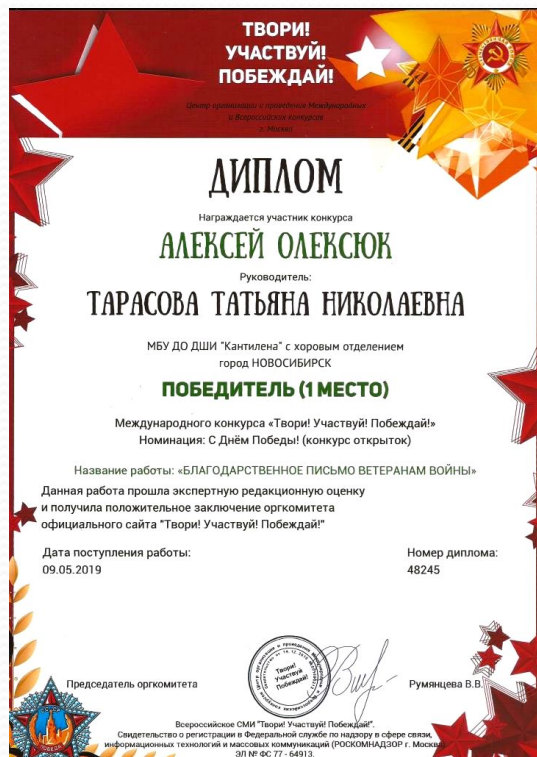 ТВОРИ!
УЧАСТВУЙ!
ПОБЕЖДАЙ!
Центр организации и проведения Международных
и Всероссийских конкурсов
г. Москва
ДИПЛОМ
Награждается участник конкурса
АЛЕКСЕЙ ОЛЕКСЮК
Руководитель:
ТАРАСОВА ТАТЬЯНА НИКОЛАЕВНА
МБУ ДО ДШИ "Кантилена" с хоровым отделением
город НОВОСИБИРСК
ПОБЕДИТЕЛЬ (1 МЕСТО)
Международного конкурса «Твори! Участвуй! Побеждай!»
Номинация: С Днём Победы! (конкурс открыток)
Название работы: «БЛАГОДАРСТВЕННОЕ ПИСЬМО ВЕТЕРАНАМ ВОЙНЫ»
Данная работа прошла экспертную редакционную оценку
и получила положительное заключение оргкомитета
официального сайта "Твори! Участвуй! Побеждай!"
Дата поступления работы:
09.05.2019
Номер диплома:
48245
Твори!
Участвуй
Побеждай!
Председатель оргкомитета
Румянцева В.В.
Всероссийское СМИ "Твори! Участвуй! Побеждай!".
Свидетельство о регистрации в Федеральной службе по надзору в сфере связи,
информационных технологий и массовых коммуникаций (РОСКОМНАДЗОР г. Москва)
ЭЛ № ФС 77 - 64913.